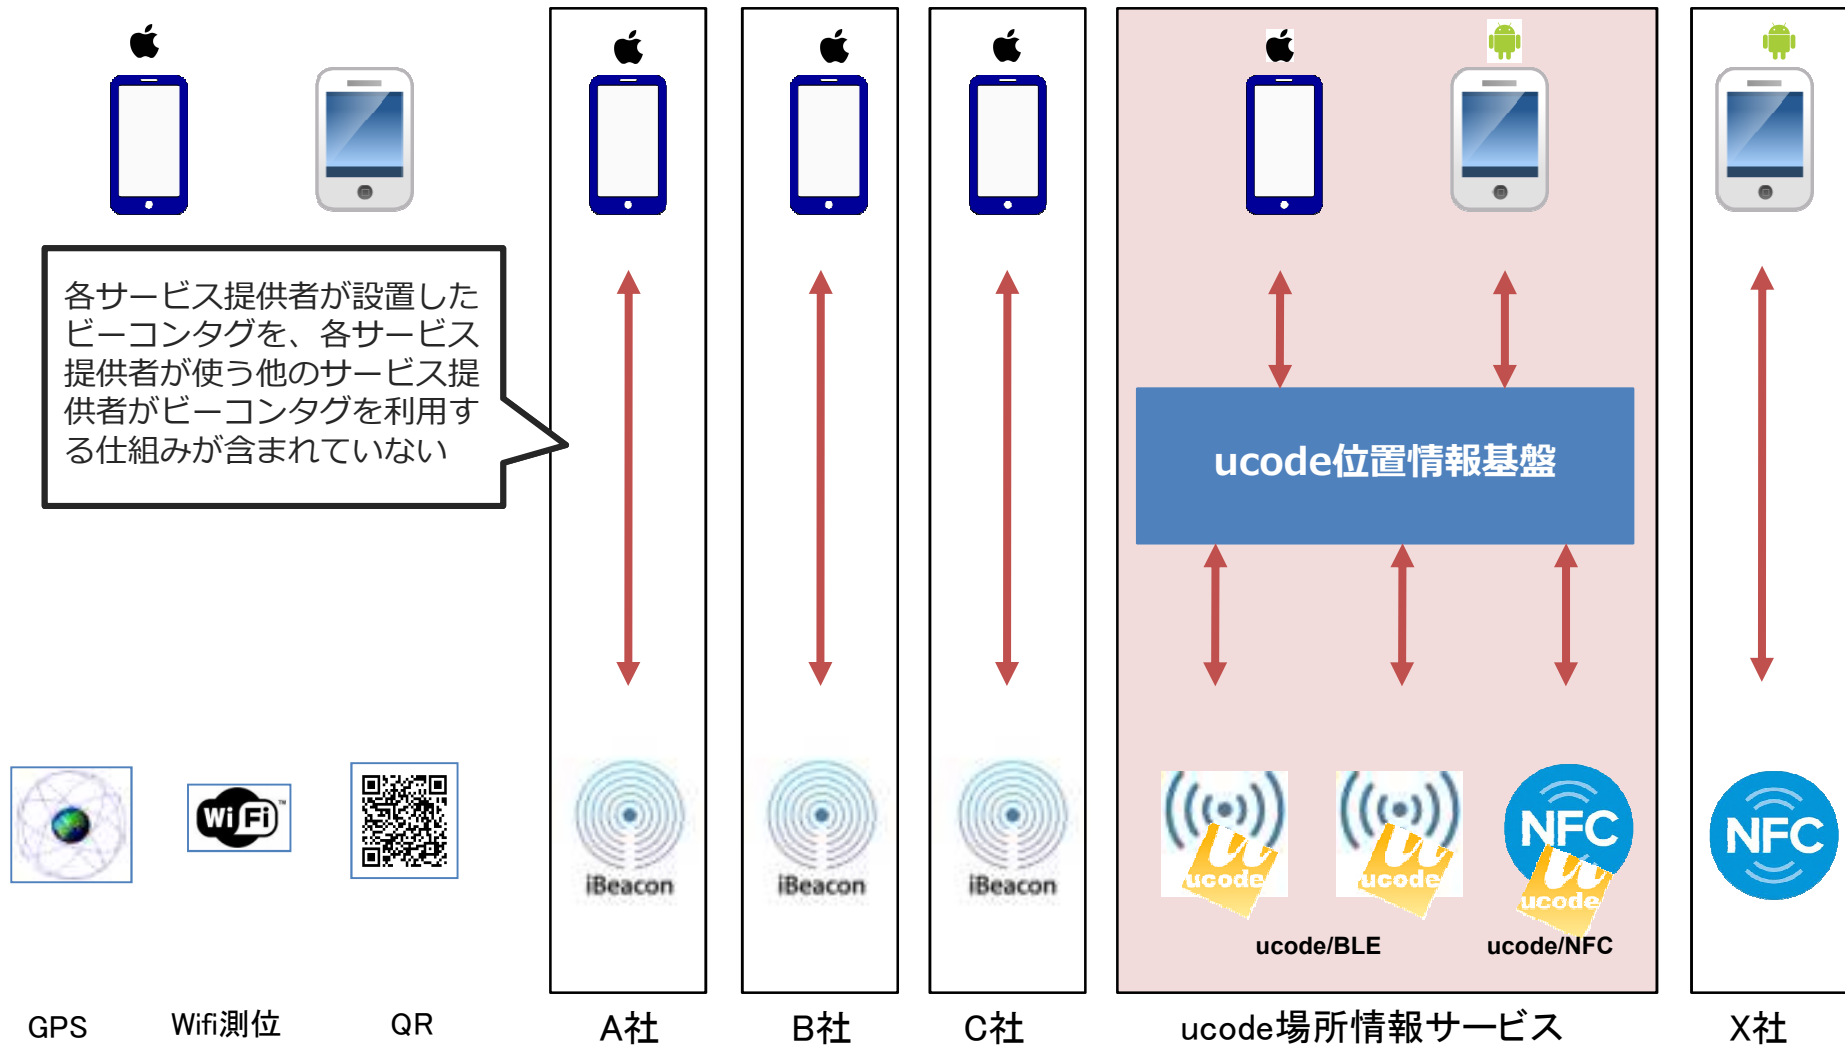 各サービス提供者が設置した
ビーコンタグを、各サービス
提供者が使う他のサービス提
供者がビーコンタグを利用す
る仕組みが含まれていない
ucode位置情報基盤
Wi Fi
TM
iBeacon
iBeacon
iBeacon
ucode
ucode
NFC
ucode
NFC
ucode/BLE
ucode/NFC
GPS
Wifi測位
QR
A社
B社
C社
ucode場所情報サービス
X社